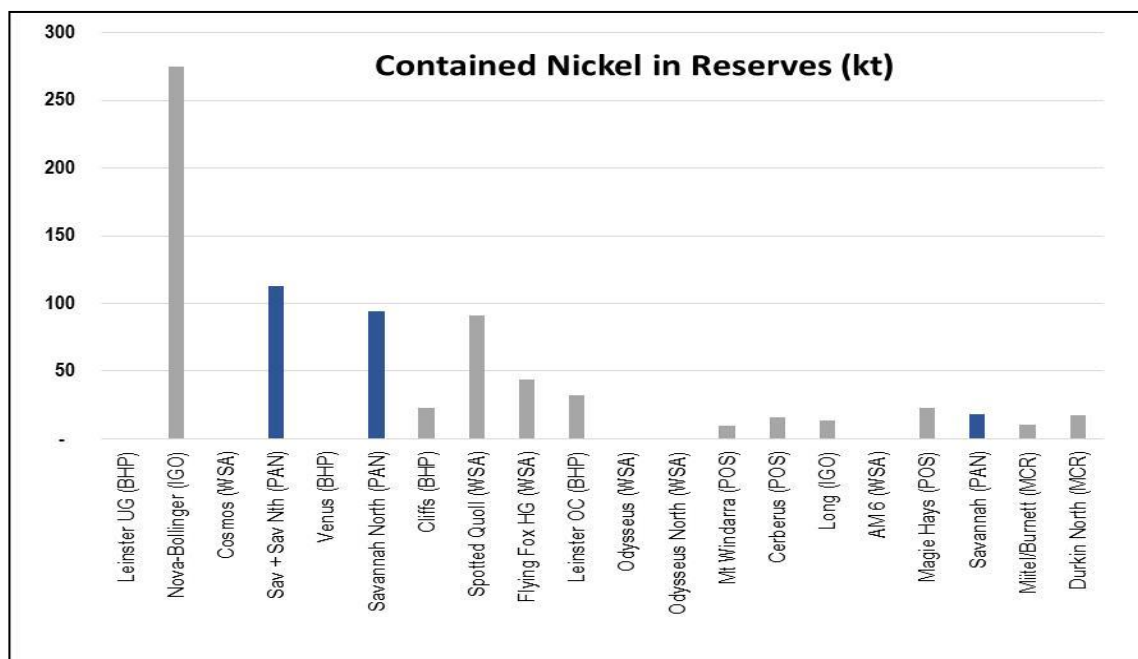 Contained Nickel in Reserves (kt)
300
250
200
150
100
50
-
Leinster UG (BHP)
Nova-Bollinger (IGO)
Cosmos (WSA)
Sav + Sav Nth (PAN)
Venus (BHP)
Savannah North (PAN)
Cliffs (BHP)
Spotted Quoll (WSA)
Flying Fox HG (WSA)
Leinster OC (BHP)
Odysseus (WSA)
Odysseus North (WSA)
Mt Windarra (POS)
Cerberus (POS)
Long (IGO)
AM 6 (WSA)
Magie Hays (POS)
Savannah (PAN)
Miitel/Burnett (MCR)
Durkin North (MCR)